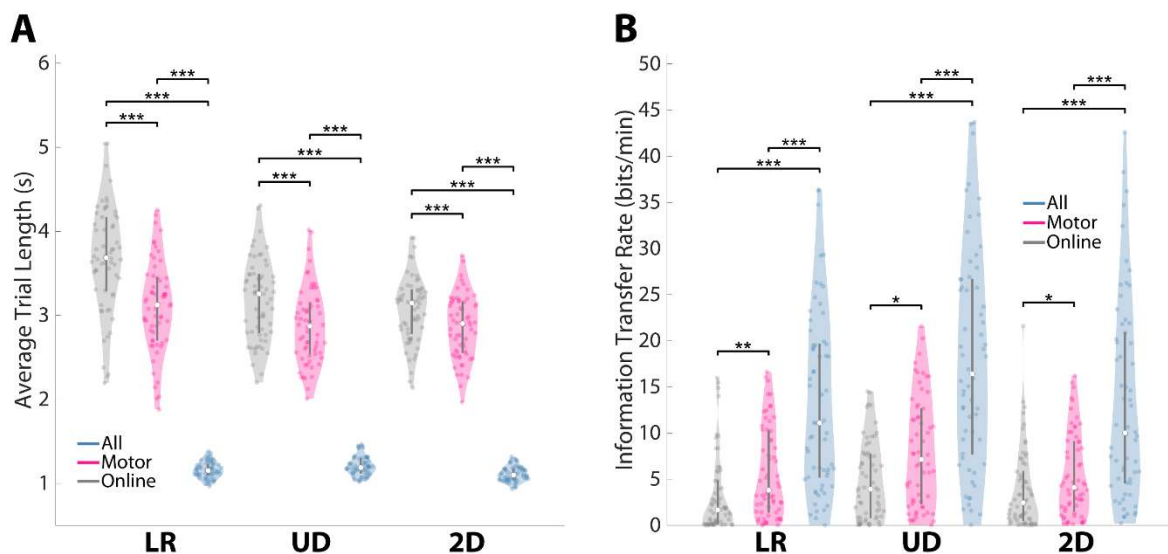 A
Average Trial Length (s)
6
5
4
3
2
1
***
***
***
***
***
***
***
***
***
All
Motor
Online
LR
UD
2D
B
Information Transfer Rate (bits/min)
50
45
40
35
30
25
20
15
10
5
0
***
***
**
***
***
*
***
***
*
All
Motor
Online
LR
UD
2D